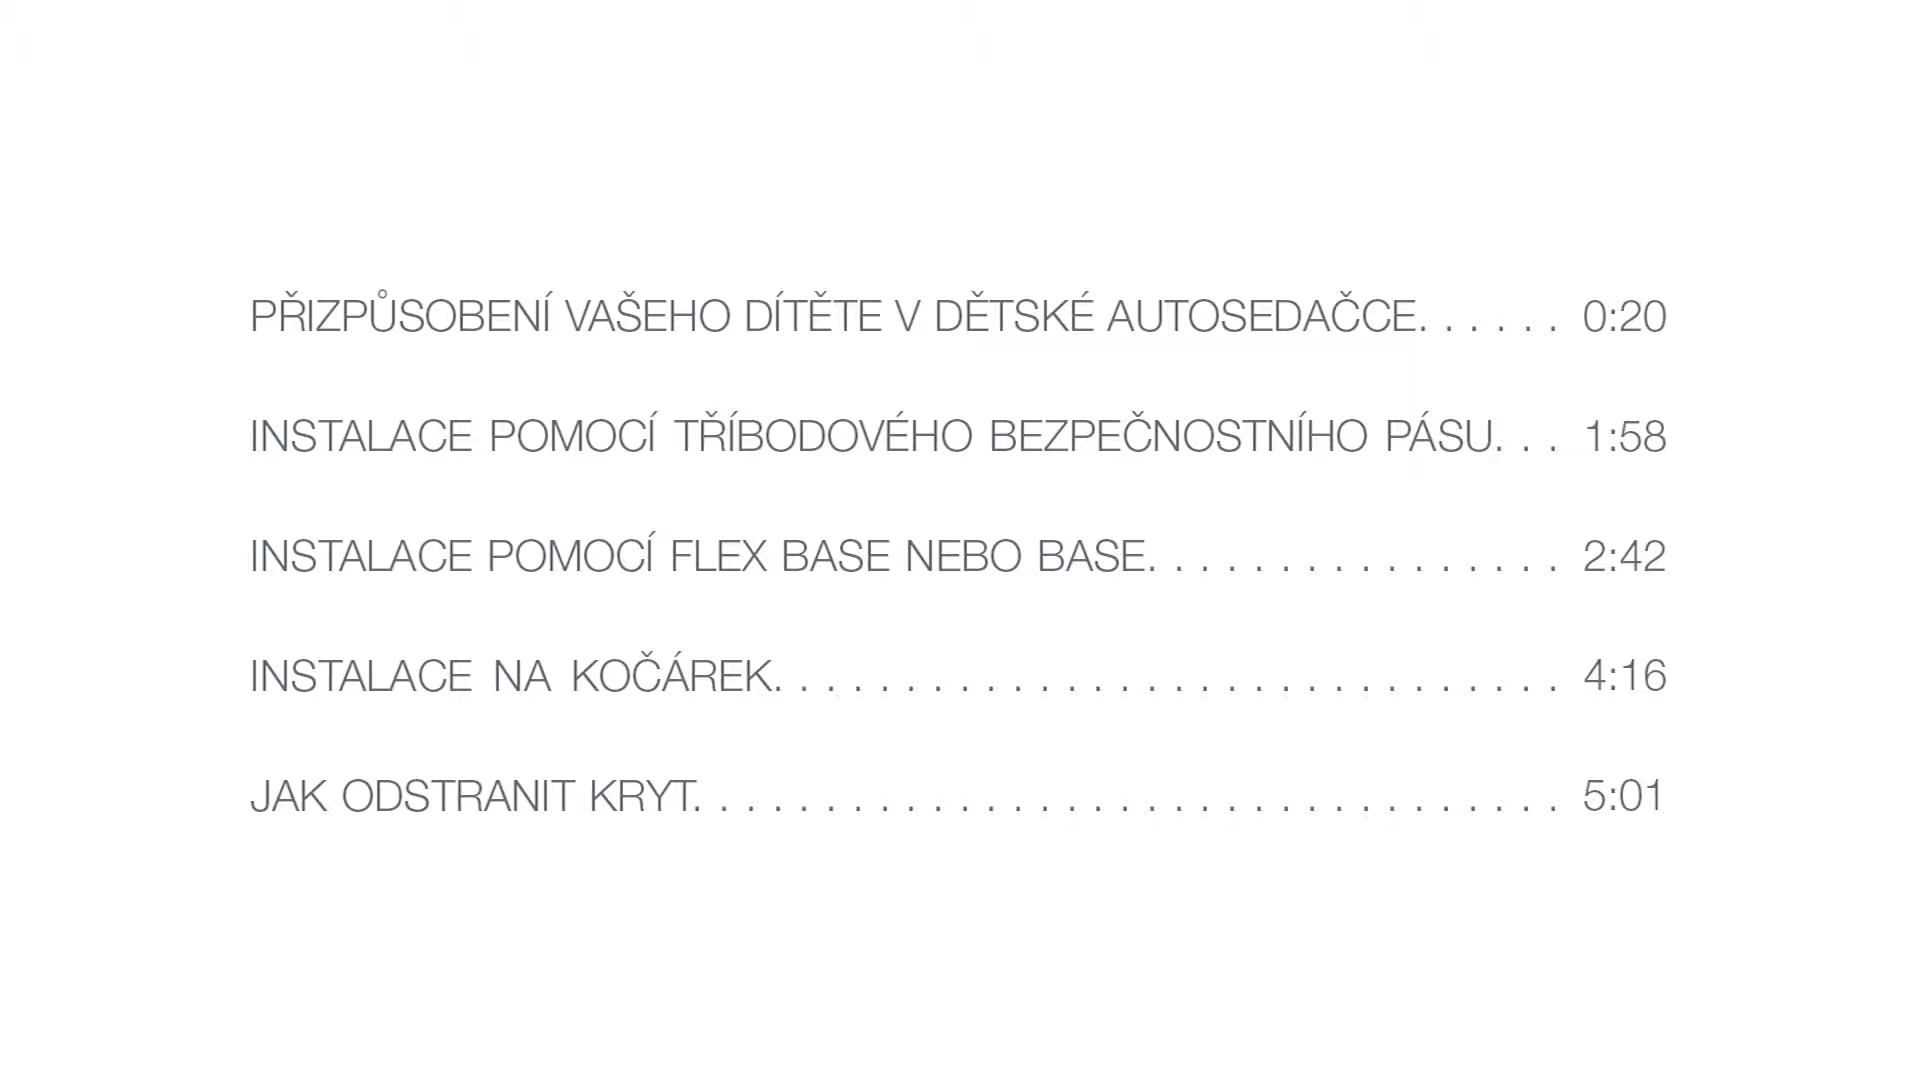 PŘIZPŮSOBENÍ VAŠEHO DÍTĚTE V DĚTSKÉ AUTOSEDAČCE. . . . . . 0:20
INSTALACE POMOCÍ TŘÍBODOVÉHO BEZPEČNOSTNÍHO PÁSU. . . 1:58
INSTALACE POMOCÍ FLEX BASE NEBO BASE. . . . . . . . . . . . . . . . 2:42
INSTALACE NA KOČÁREK. . . . . . . . . . . . . . . . . . . . . . . . . . . . . . 4:16
JAK ODSTRANIT KRYT. . . . . . . . . . . . . . . . . . . . . . . . . . . . . . . . . 5:01